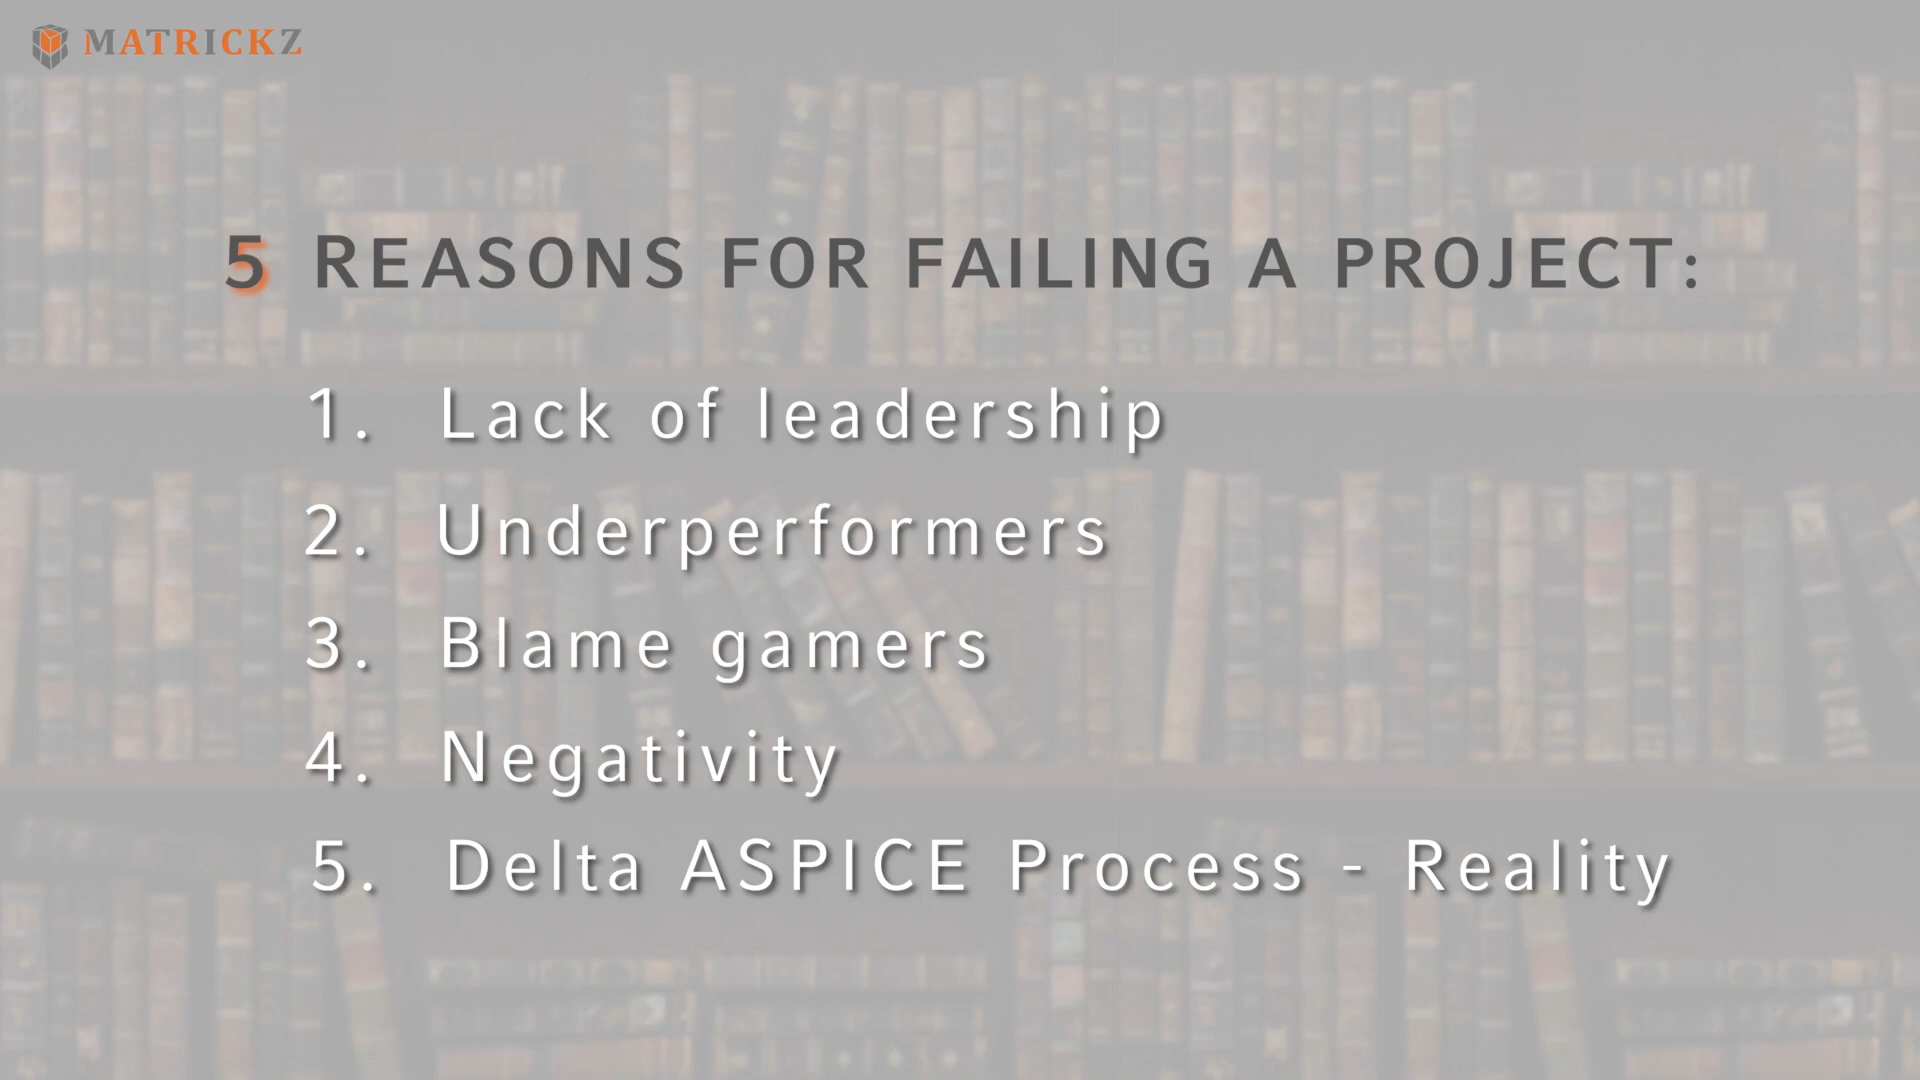 MATRICKZ
5 REASONS FOR FAILING A PROJECT:
1. Lack of leadership
2. Underperformers
3. Blame gamers
4. Negativity
5. Delta ASPICE Process - Reality